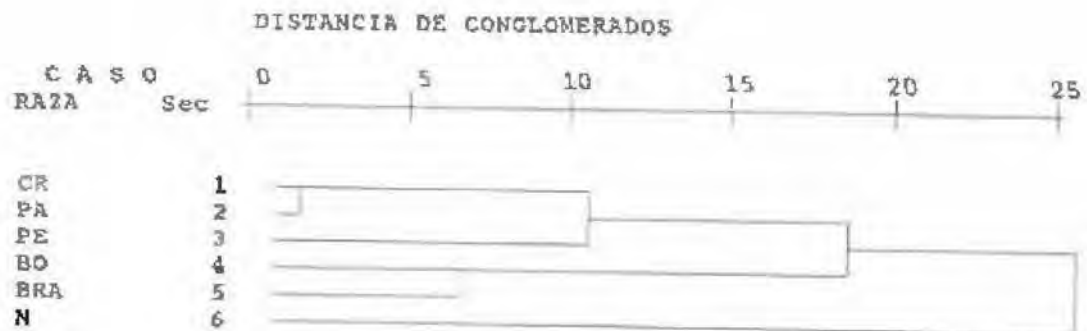 DISTANCIA DE CONGLOMERADOS
C A S O 0 5 10 15 20 25
RAZA Sec
CR 1
PA 2
PE 3
BO 4
BRA 5
N 6